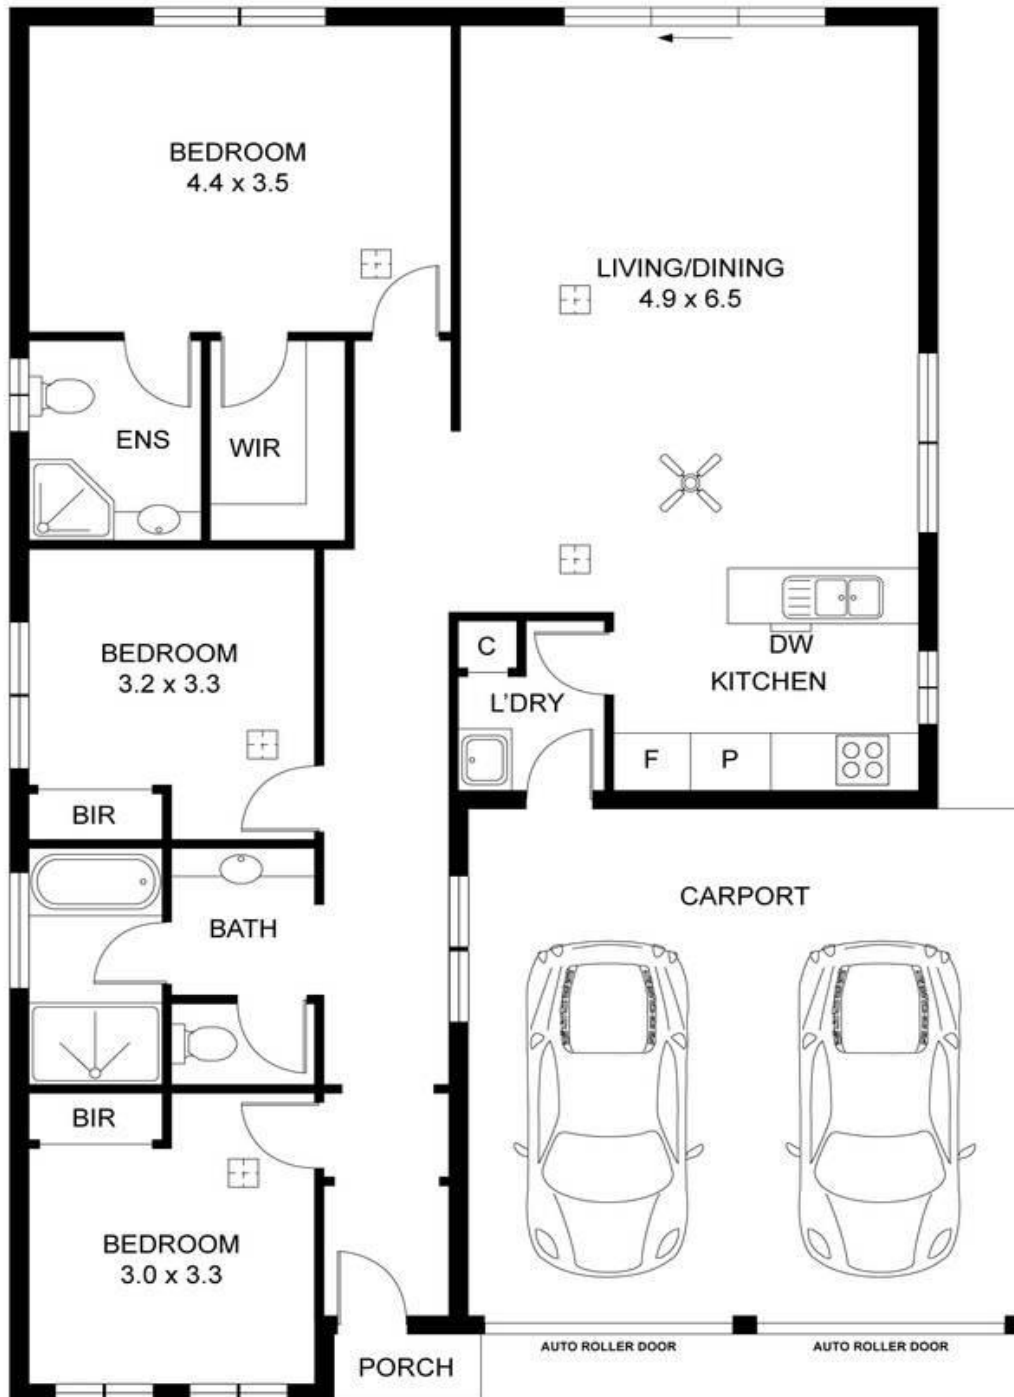 BEDROOM
4.4 x 3.5
LIVING/DINING
4.9 x 6.5
ENS
WIR
BEDROOM
3.2 x 3.3
C
L'DRY
DW
KITCHEN
F
P
BIR
BATH
CARPORT
BIR
BEDROOM
3.0 x 3.3
PORCH
AUTO ROLLER DOOR
AUTO ROLLER DOOR